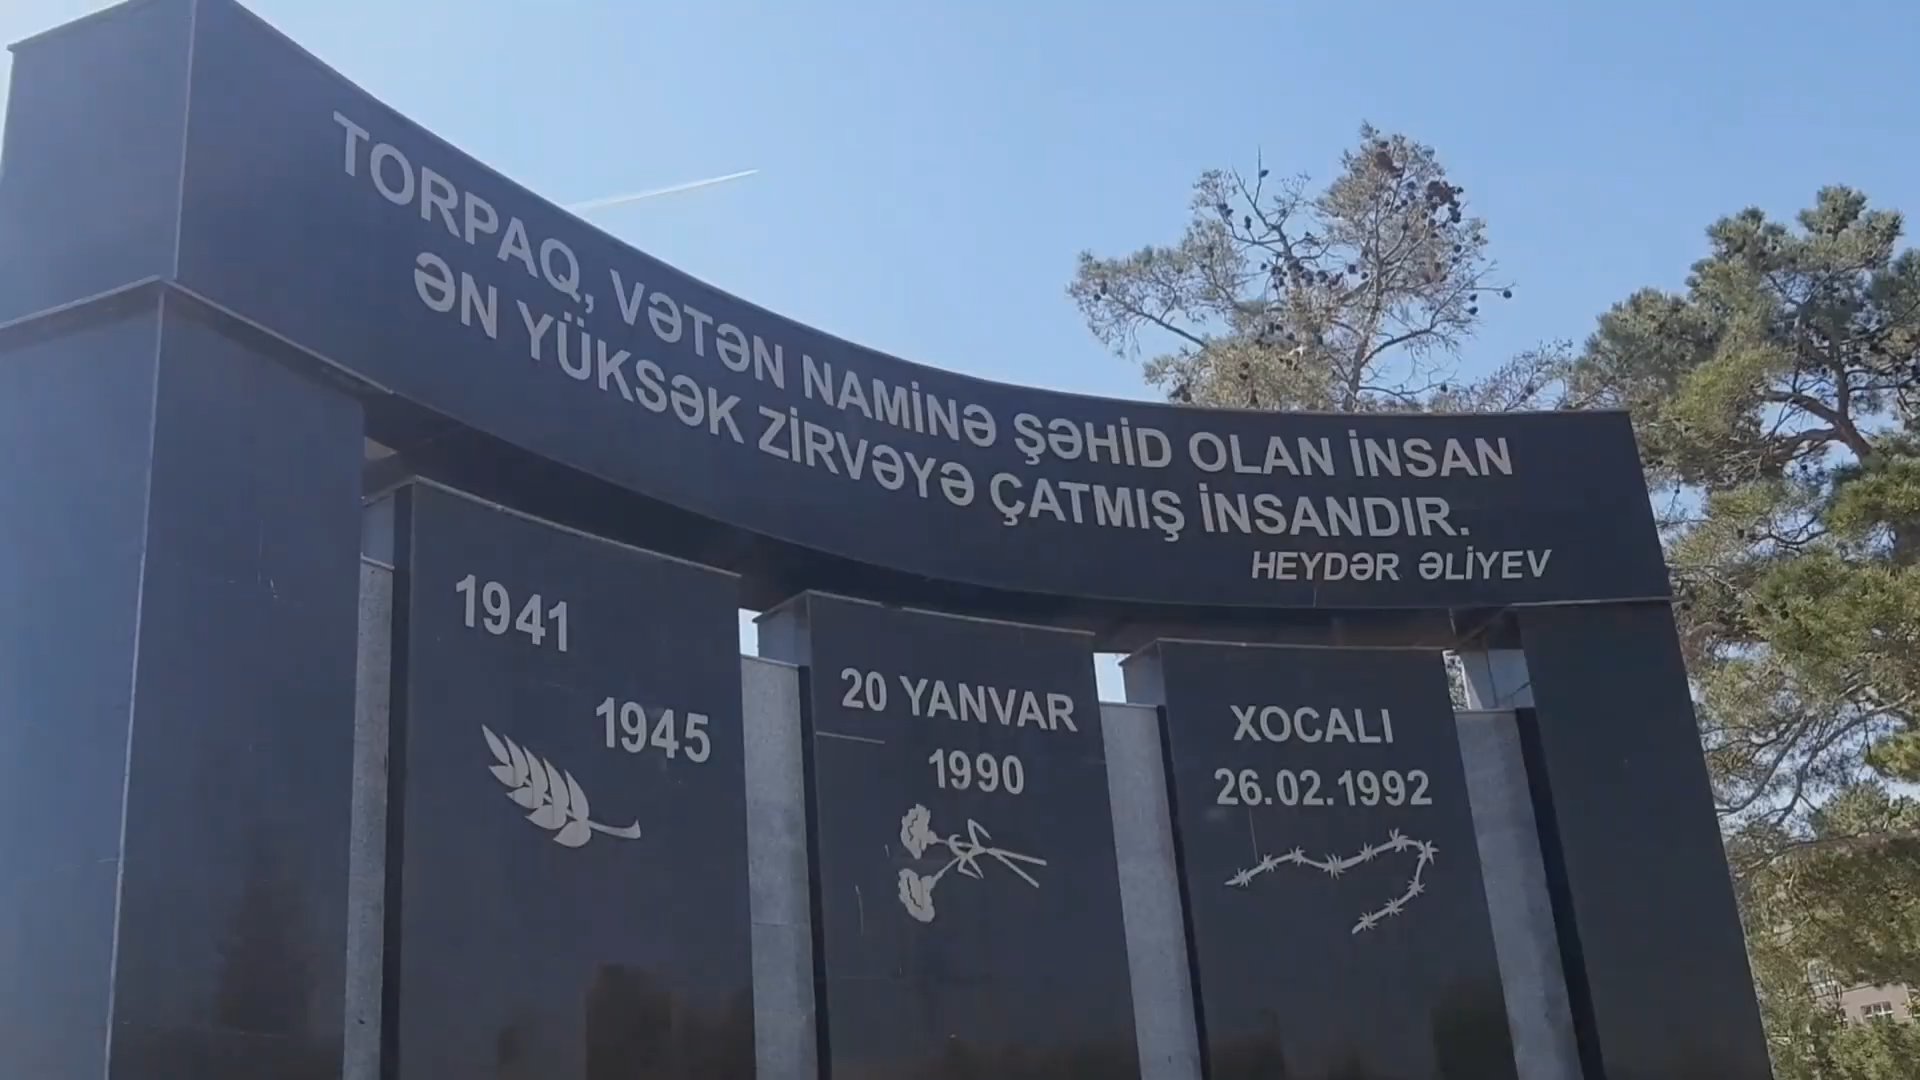 TORPAQ, VƏTƏN NAMİNƏ ŞƏHİD OLAN İNSAN
ƏN YÜKSƏK ZİRVƏYƏ ÇATMIŞ İNSANDIR.
HEYDƏR ƏLİYEV
1941
1945
20 YANVAR
1990
XOCALI
26.02.1992